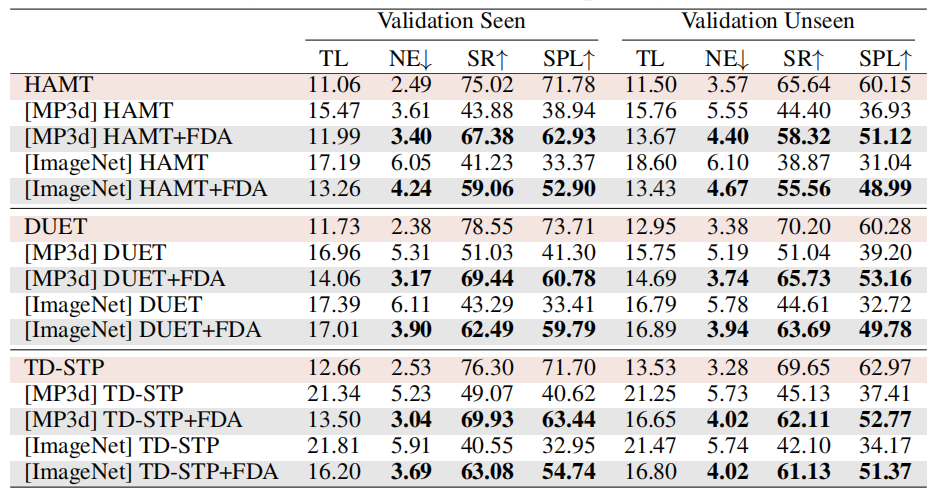 Validation Seen Validation Unseen
TL NE↓ SR↑ SPL↑ TL NE↓ SR↑ SPL↑
HAMT 11.06 2.49 75.02 71.78 11.50 3.57 65.64 60.15
[MP3d] HAMT 15.47 3.61 43.88 38.94 15.76 5.55 44.40 36.93
[MP3d] HAMT+FDA 11.99 3.40 67.38 62.93 13.67 4.40 58.32 51.12
[ImageNet] HAMT 17.19 6.05 41.23 33.37 18.60 6.10 38.87 31.04
[ImageNet] HAMT+FDA 13.26 4.24 59.06 52.90 13.43 4.67 55.56 48.99
DUET 11.73 2.38 78.55 73.71 12.95 3.38 70.20 60.28
[MP3d] DUET 16.96 5.31 51.03 41.30 15.75 5.19 51.04 39.20
[MP3d] DUET+FDA 14.06 3.17 69.44 60.78 14.69 3.74 65.73 53.16
[ImageNet] DUET 17.39 6.11 43.29 33.41 16.79 5.78 44.61 32.72
[ImageNet] DUET+FDA 17.01 3.90 62.49 59.79 16.89 3.94 63.69 49.78
TD-STP 12.66 2.53 76.30 71.70 13.53 3.28 69.65 62.97
[MP3d] TD-STP 21.34 5.23 49.07 40.62 21.25 5.73 45.13 37.41
[MP3d] TD-STP+FDA 13.50 3.04 69.93 63.44 16.65 4.02 62.11 52.77
[ImageNet] TD-STP 21.81 5.91 40.55 32.95 21.47 5.74 42.10 34.17
[ImageNet] TD-STP+FDA 16.20 3.69 63.08 54.74 16.80 4.02 61.13 51.37